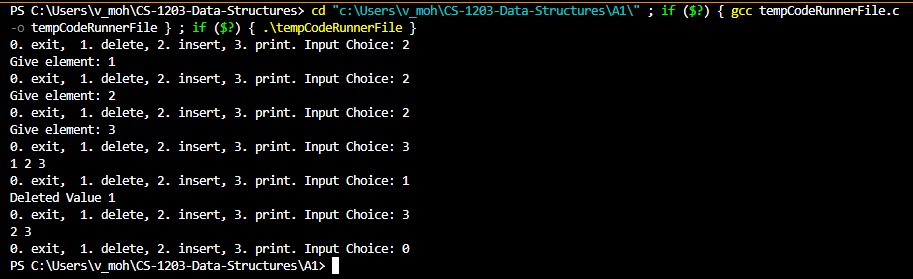 PS C:\Users\v_moh\CS-1203-Data-Structures> cd "c:\Users\v_moh\CS-1203-Data-Structures\A1\" ; if ($?) { gcc tempCodeRunnerFile.c
-o tempCodeRunnerFile } ; if ($?) { .\tempCodeRunnerFile }
0. exit,  1. delete, 2. insert, 3. print. Input Choice: 2
Give element: 1
0. exit,  1. delete, 2. insert, 3. print. Input Choice: 2
Give element: 2
0. exit,  1. delete, 2. insert, 3. print. Input Choice: 2
Give element: 3
0. exit,  1. delete, 2. insert, 3. print. Input Choice: 3
1 2 3
0. exit,  1. delete, 2. insert, 3. print. Input Choice: 1
Deleted Value 1
0. exit,  1. delete, 2. insert, 3. print. Input Choice: 3
2 3
0. exit,  1. delete, 2. insert, 3. print. Input Choice: 0
PS C:\Users\v_moh\CS-1203-Data-Structures\A1>